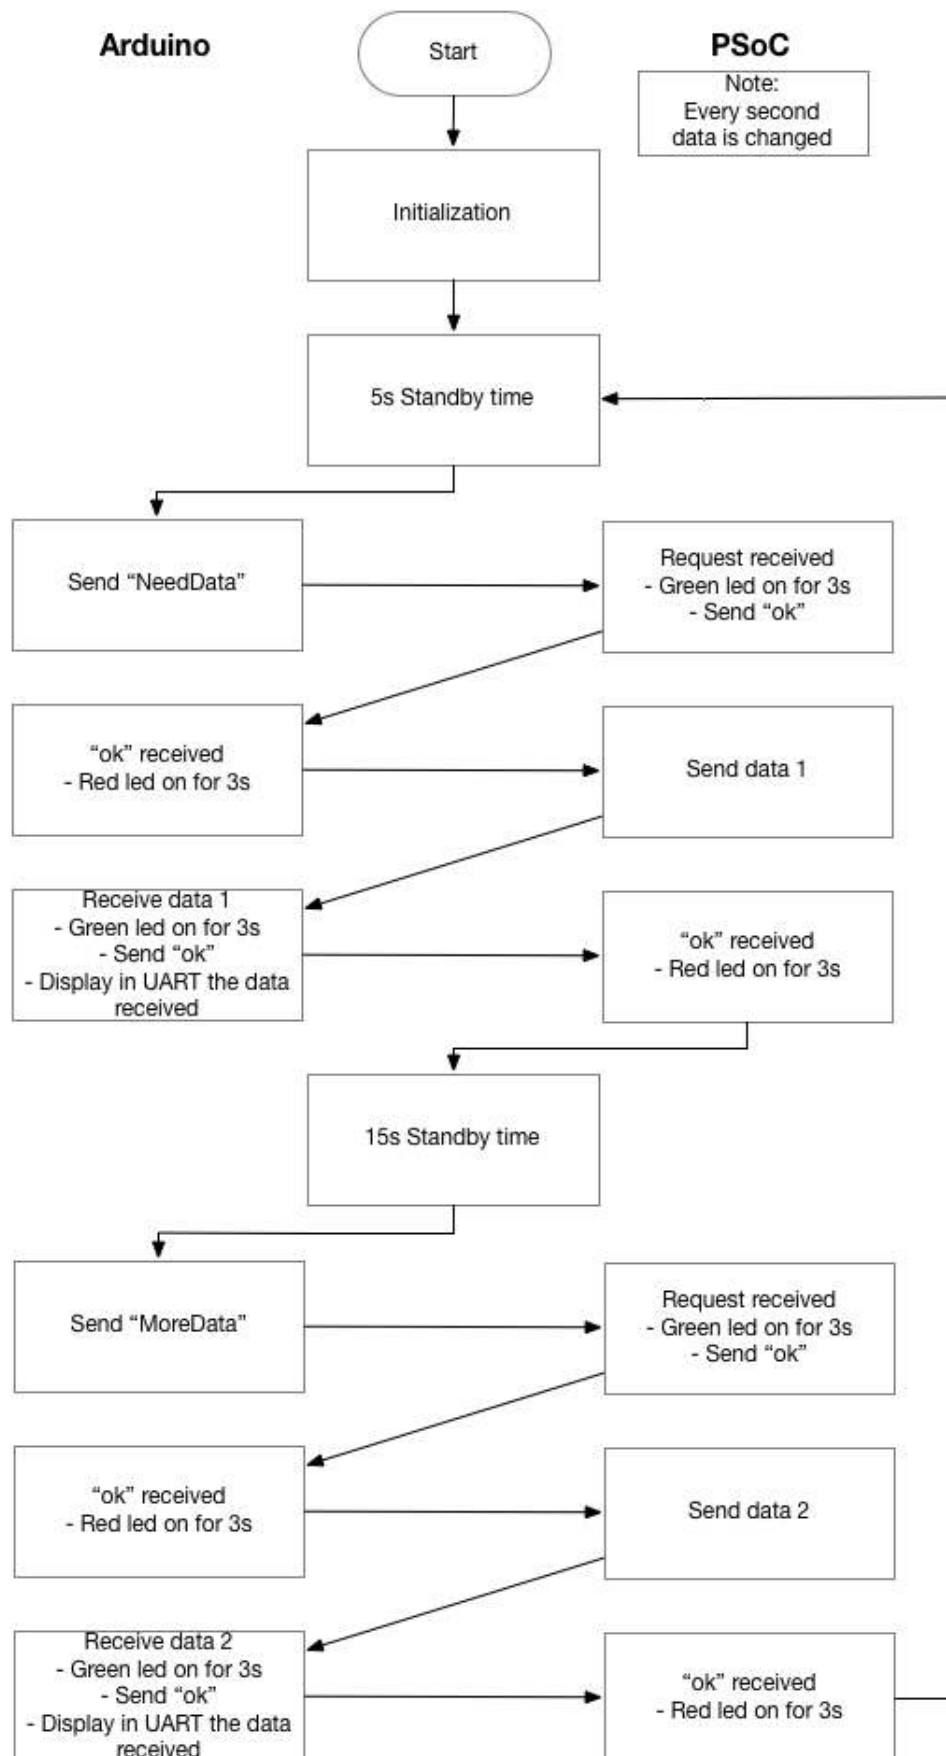 Arduino
Start
PSoC
Note:
Every second
data is changed
Initialization
5s Standby time
Send “NeedData”
Request received
- Green led on for 3s
- Send “ok”
“ok” received
- Red led on for 3s
Send data 1
Receive data 1
- Green led on for 3s
- Send “ok”
- Display in UART the data
received
“ok” received
- Red led on for 3s
15s Standby time
Send “MoreData”
Request received
- Green led on for 3s
- Send “ok”
“ok” received
- Red led on for 3s
Send data 2
Receive data 2
- Green led on for 3s
- Send “ok”
- Display in UART the data
received
“ok” received
- Red led on for 3s